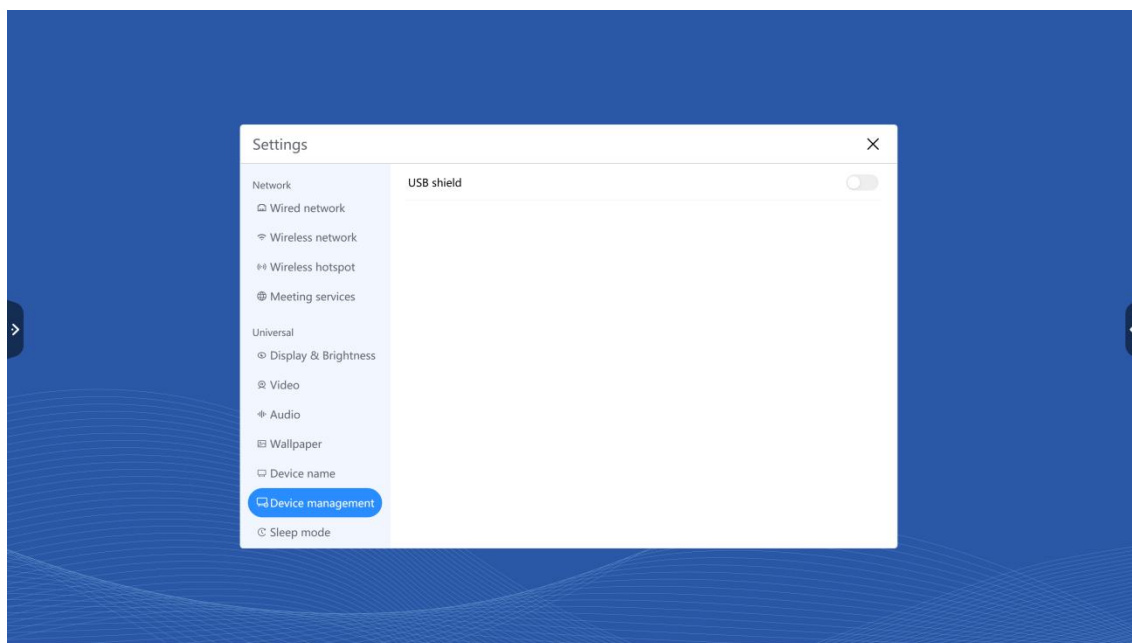 Settings
Network
Wired network
Wireless network
Wireless hotspot
Meeting services
Universal
Display & Brightness
Video
Audio
Wallpaper
Device name
Device management
Sleep mode
USB shield